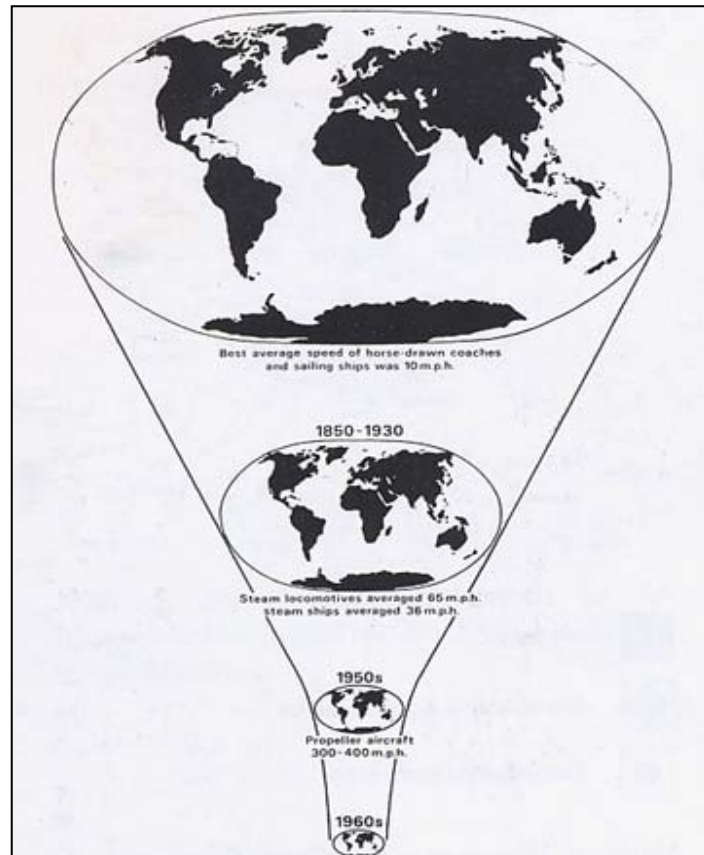 Best average speed of horse-drawn coaches
and sailing ships was 10 m.p.h.
1850-1930
Steam locomotives averaged 65 m.p.h.
steam ships averaged 36 m.p.h.
1950s
Propeller aircraft
300-400 m.p.h.
1960s